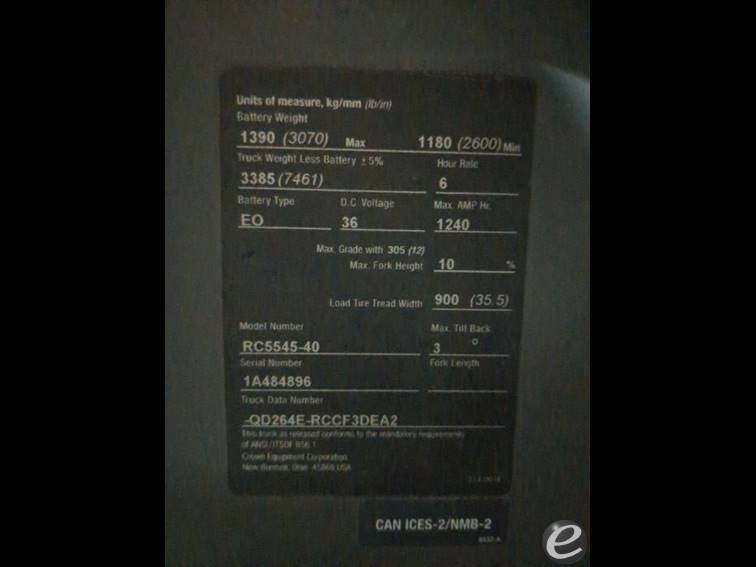 Units of measure, kg/mm (lb/in)
Battery Weight
1390 (3070) Max 1180 (2600) Min
Truck Weight Less Battery ±5% Hour Rate
3385 (7461) 6
Battery Type D.C. Voltage Max. AMP Hr.
EO 36 1240
Max. Grade with 305 (12)
Max. Fork Height 10 %
Load Tire Tread Width 900 (35.5)
Model Number Max. Tilt Back
RC5545-40 3 °
Serial Number Fork Length
1A484896
Truck Data Number
-QD264E-RCCF3DEA2
This truck as released conforms to the mandatory requirements
of ANSI/ITSDF B56.1
Crown Equipment Corporation
New Bremen, Ohio 45869 USA
CAN ICES-2/NMB-2
e